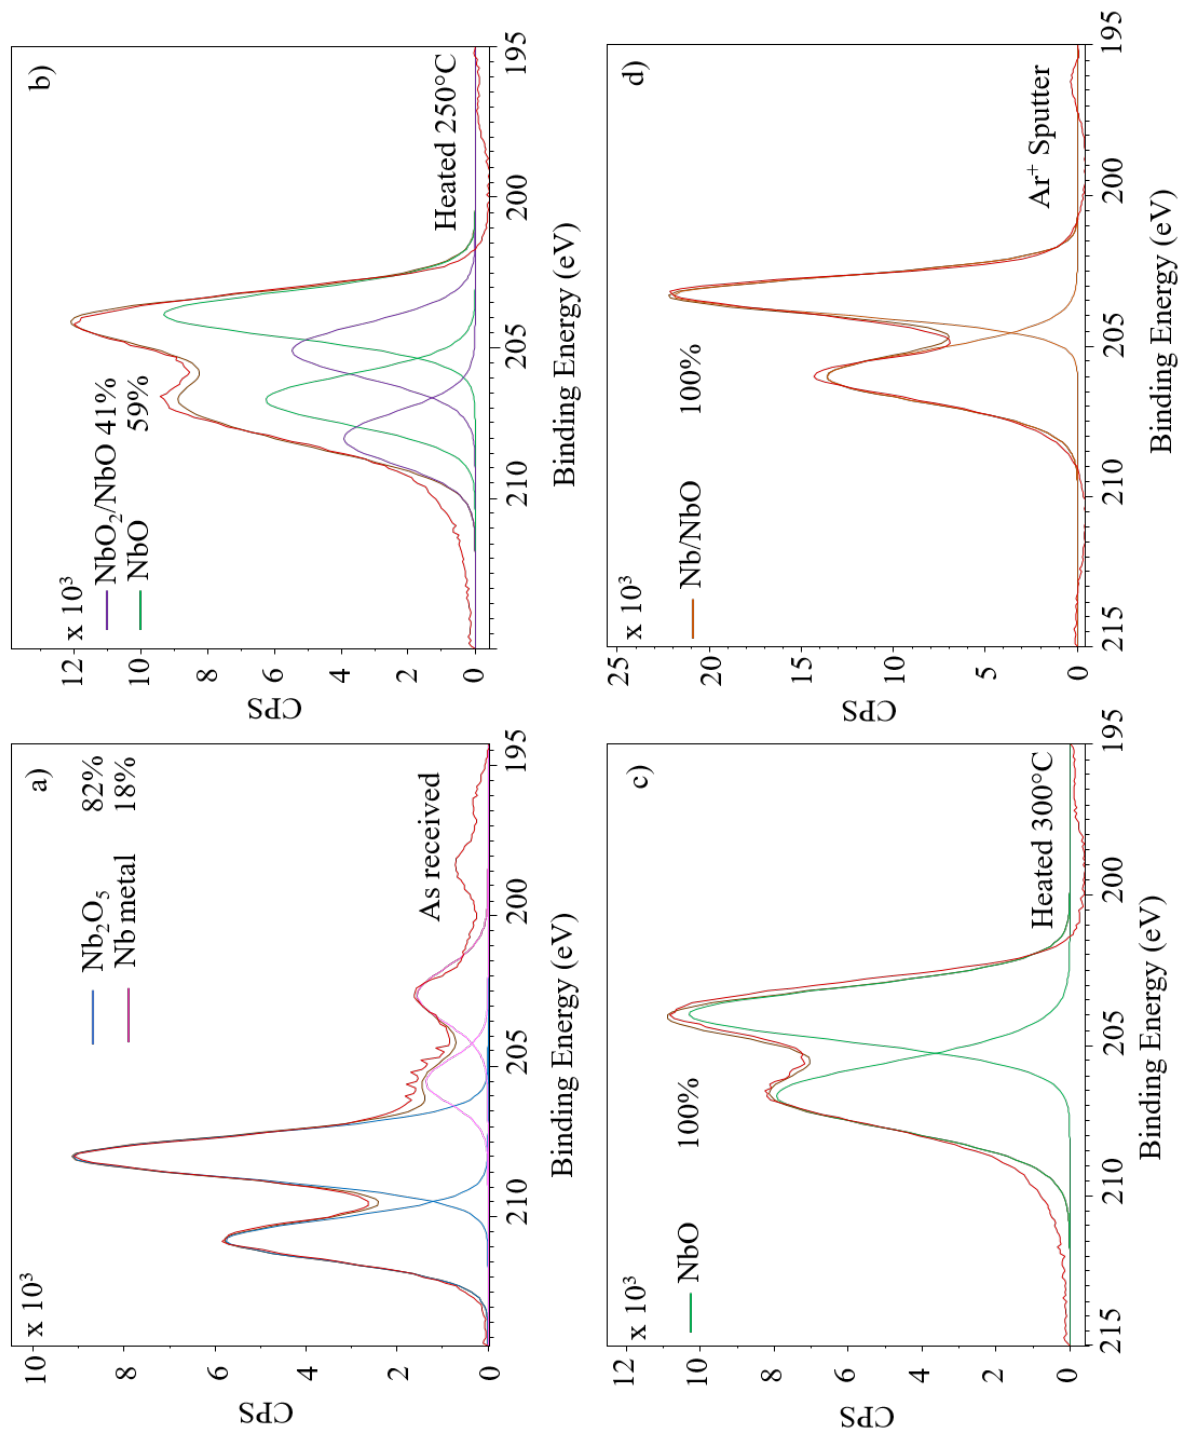 a)
x 10³
Nb₂O₅ 82%
Nb metal 18%
As received
10
8
6
4
2
0
CPS
210 205 200 195
Binding Energy (eV)
b)
x 10³
NbO₂/NbO 41%
NbO 59%
Heated 250°C
12
10
8
6
4
2
0
CPS
210 205 200 195
Binding Energy (eV)
c)
x 10³
NbO 100%
Heated 300°C
12
10
8
6
4
2
0
CPS
215 210 205 200 195
Binding Energy (eV)
d)
x 10³
Nb/NbO 100%
Ar⁺ Sputter
25
20
15
10
5
0
CPS
215 210 205 200 195
Binding Energy (eV)